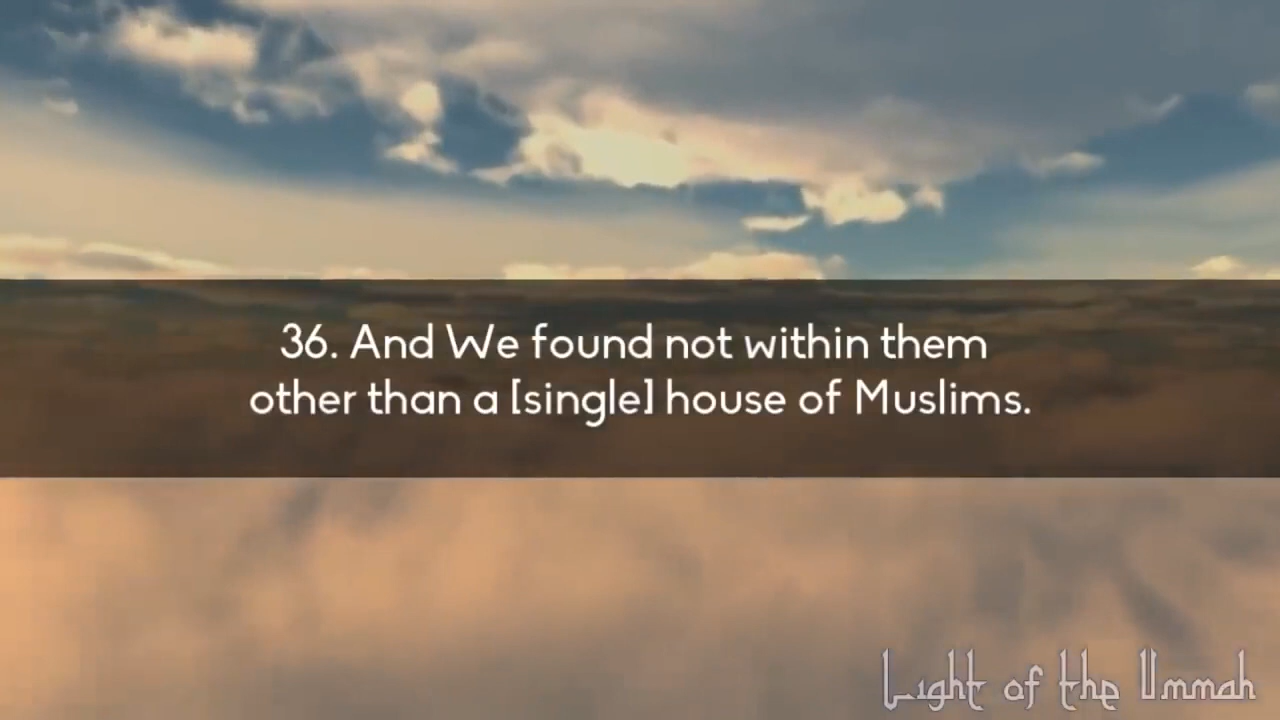 36. And We found not within them
other than a [single] house of Muslims.
Light of the Ummah